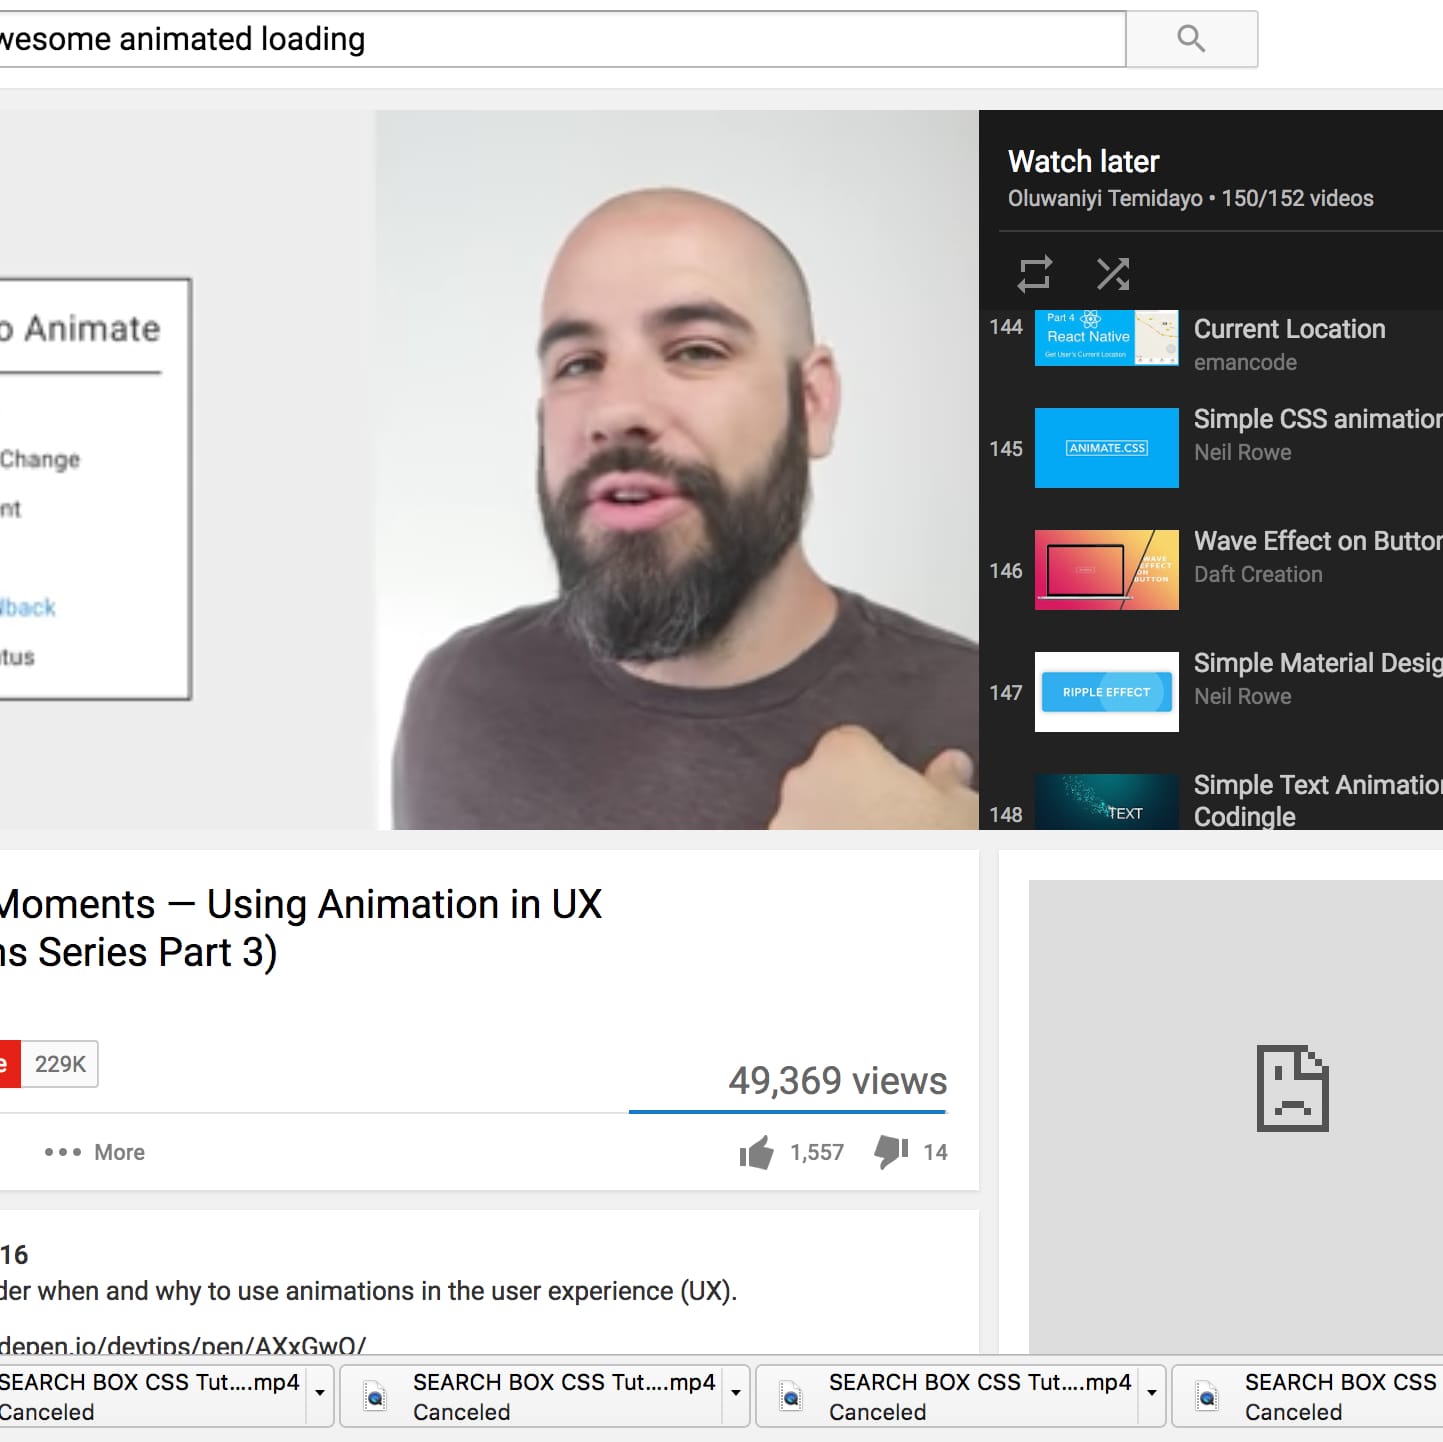 wesome animated loading
o Animate
Change
nt
dback
tus
Watch later
Oluwaniyi Temidayo • 150/152 videos
144
Part 4
React Native
Get User's Current Location
Current Location
emancode
145
ANIMATE.CSS
Simple CSS animation
Neil Rowe
146
WAVE
EFFECT
ON
BUTTON
Wave Effect on Button
Daft Creation
147
RIPPLE EFFECT
Simple Material Desig
Neil Rowe
148
TEXT
Simple Text Animation
Codingle
Moments — Using Animation in UX
ns Series Part 3)
e 229K
49,369 views
More
1,557 14
16
der when and why to use animations in the user experience (UX).
depen.io/devtips/pen/AXxGwO/
SEARCH BOX CSS Tut....mp4
Canceled
SEARCH BOX CSS Tut....mp4
Canceled
SEARCH BOX CSS Tut....mp4
Canceled
SEARCH BOX CSS
Canceled